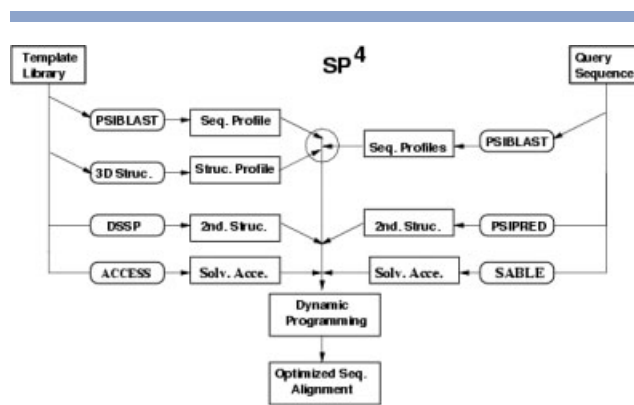 Template
Library
SP4
Query
Sequence
PSIBLAST
Seq. Profile
Seq. Profiles
PSIBLAST
3D Struc.
Struc. Profile
DSSP
2nd. Struc.
2nd. Struc.
PSIPRED
ACCESS
Solv. Acce.
Solv. Acce.
SABLE
Dynamic
Programming
Optimized Seq.
Alignment